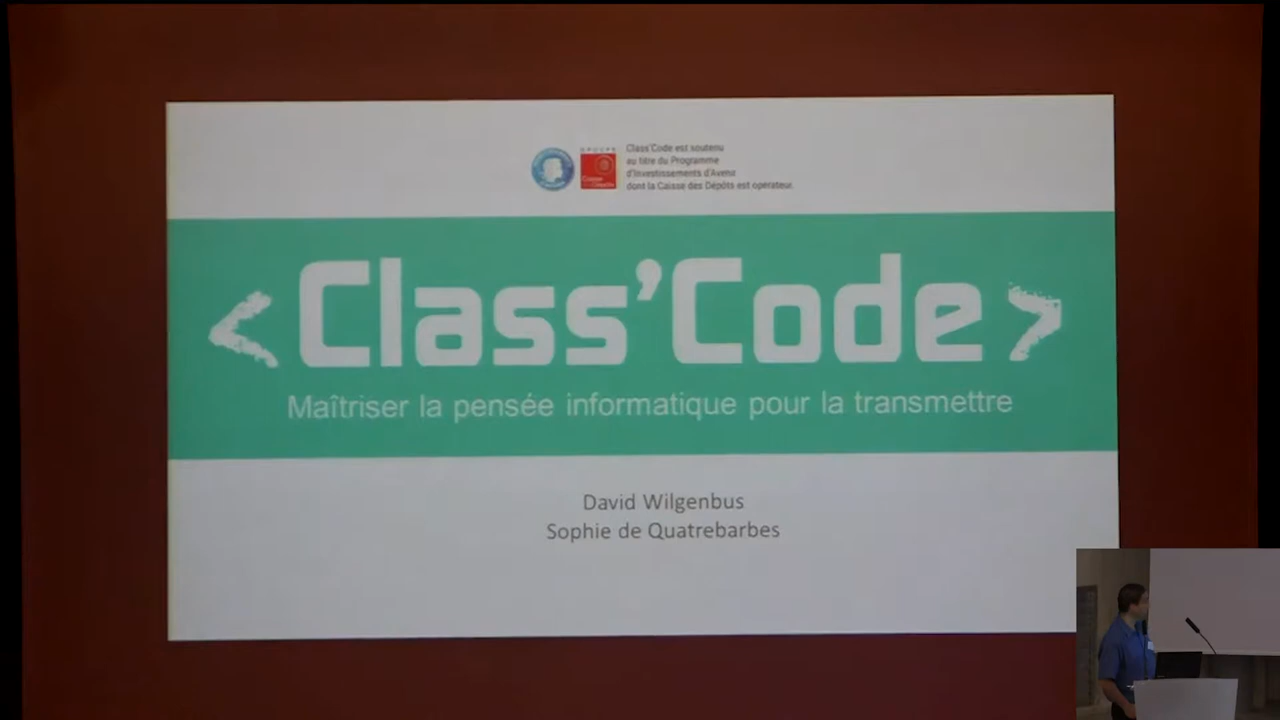 Class'Code est soutenu
au titre du Programme
d'Investissements d'Avenir
dont la Caisse des Dépôts est opérateur.
<Class'Code>
Maîtriser la pensée informatique pour la transmettre
David Wilgenbus
Sophie de Quatrebarbes